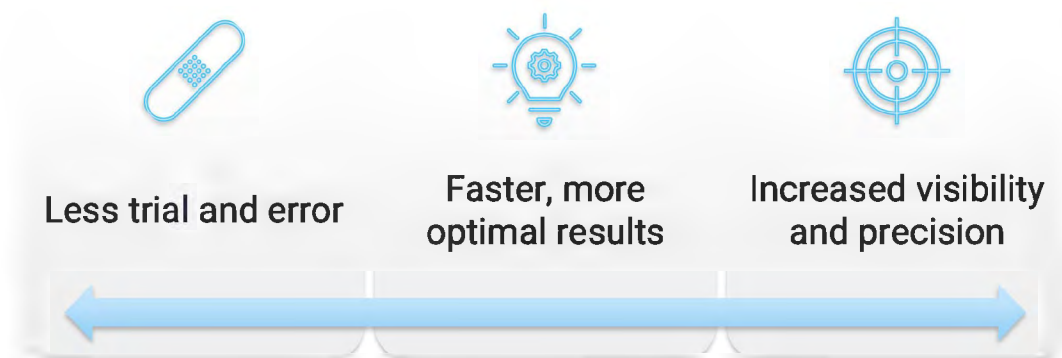 Less trial and error
Faster, more
optimal results
Increased visibility
and precision